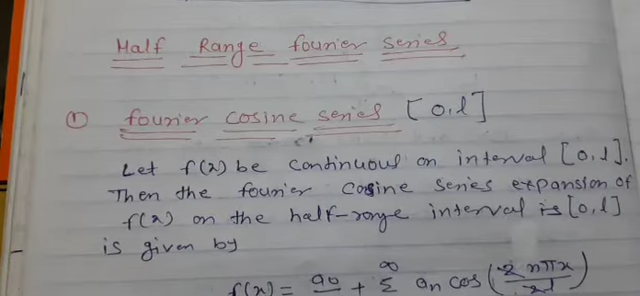 Half Range fourier series
① fourier cosine series [0,l]
Let f(x) be continuous on interval [0,l].
Then the fourier cosine series expansion of
f(x) on the half-range interval is [0,l]
is given by
f(x) = a0/2 + ∞ Σ an cos (2nπx/2l)